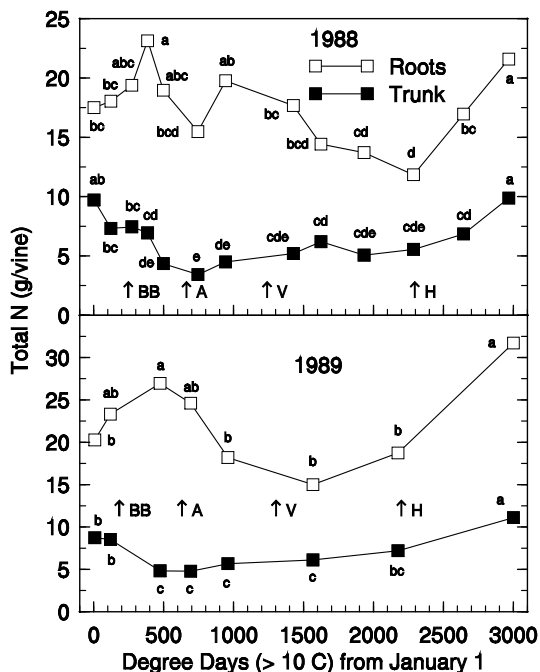 1988
Roots
Trunk
25
20
15
10
5
0
bc
bc
abc
a
abc
bcd
ab
bc
bcd
cd
d
bc
a
ab
bc
bc
cd
de
e
de
cde
cd
cde
cde
cd
a
↑ BB
↑ A
↑ V
↑ H
Total N (g/vine)
1989
30
25
20
15
10
5
0
b
ab
a
ab
b
b
b
a
↑ BB
↑ A
↑ V
↑ H
b
b
c
c
c
c
bc
a
0 500 1000 1500 2000 2500 3000
Degree Days (> 10 C) from January 1